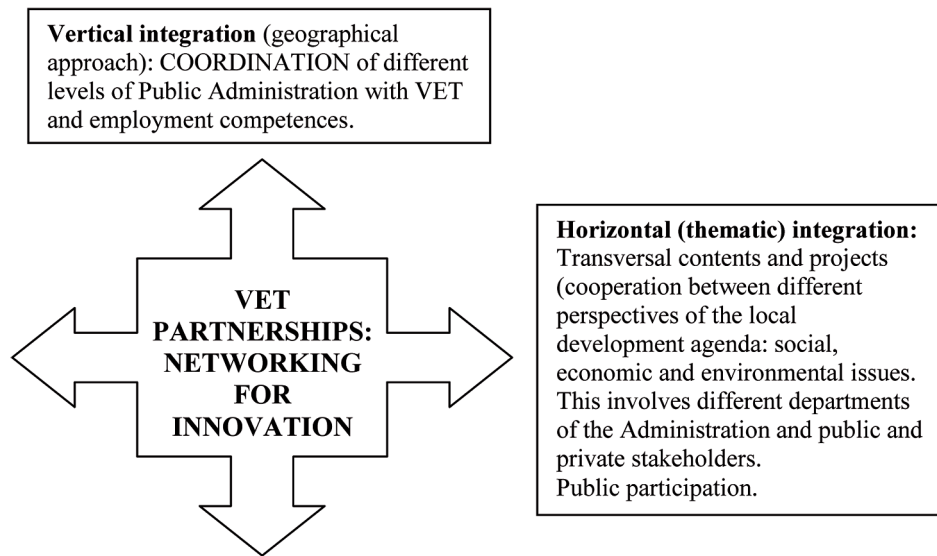 Vertical integration (geographical
approach): COORDINATION of different
levels of Public Administration with VET
and employment competences.
VET
PARTNERSHIPS:
NETWORKING
FOR
INNOVATION
Horizontal (thematic) integration:
Transversal contents and projects
(cooperation between different
perspectives of the local
development agenda: social,
economic and environmental issues.
This involves different departments
of the Administration and public and
private stakeholders.
Public participation.